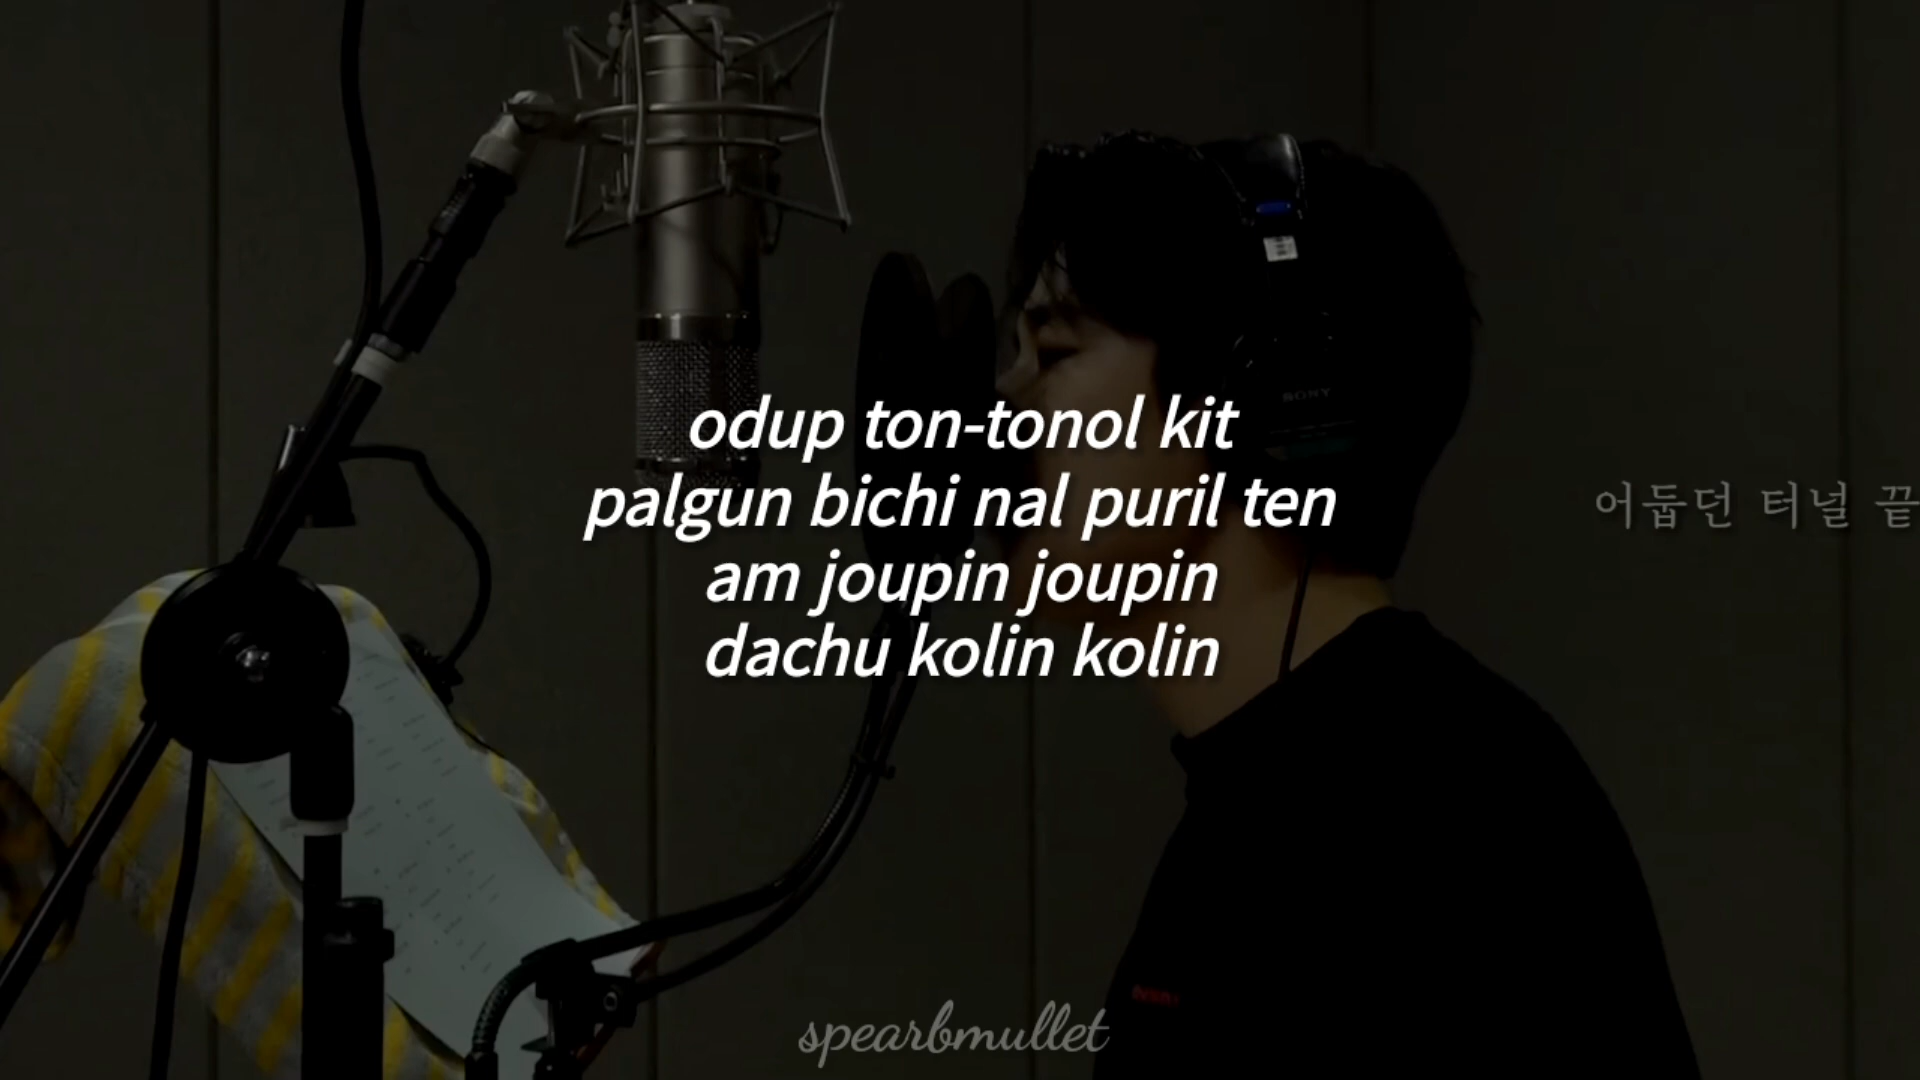 odup ton-tonol kit
palgun bichi nal puril ten
am joupin joupin
dachu kolin kolin
어둡던 터널 끝
SONY
spearbmullet